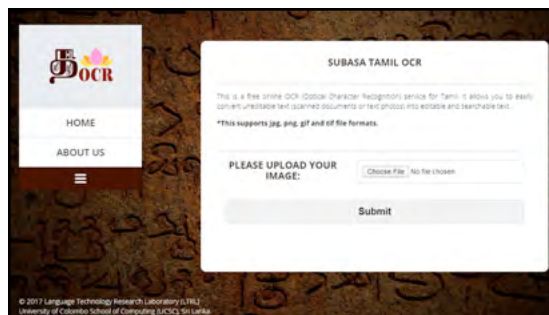 OCR
HOME
ABOUT US
SUBASA TAMIL OCR
This is a free online OCR (Optical Character Recognition) service for Tamil. It allows you to easily
convert uneditable text (scanned documents or text photos) into editable and searchable text.
*This supports jpg, png, gif and tif file formats.
PLEASE UPLOAD YOUR
IMAGE:
Choose File No file chosen
Submit
© 2017 Language Technology Research Laboratory (LTRL)
University of Colombo School of Computing (UCSC), Sri Lanka